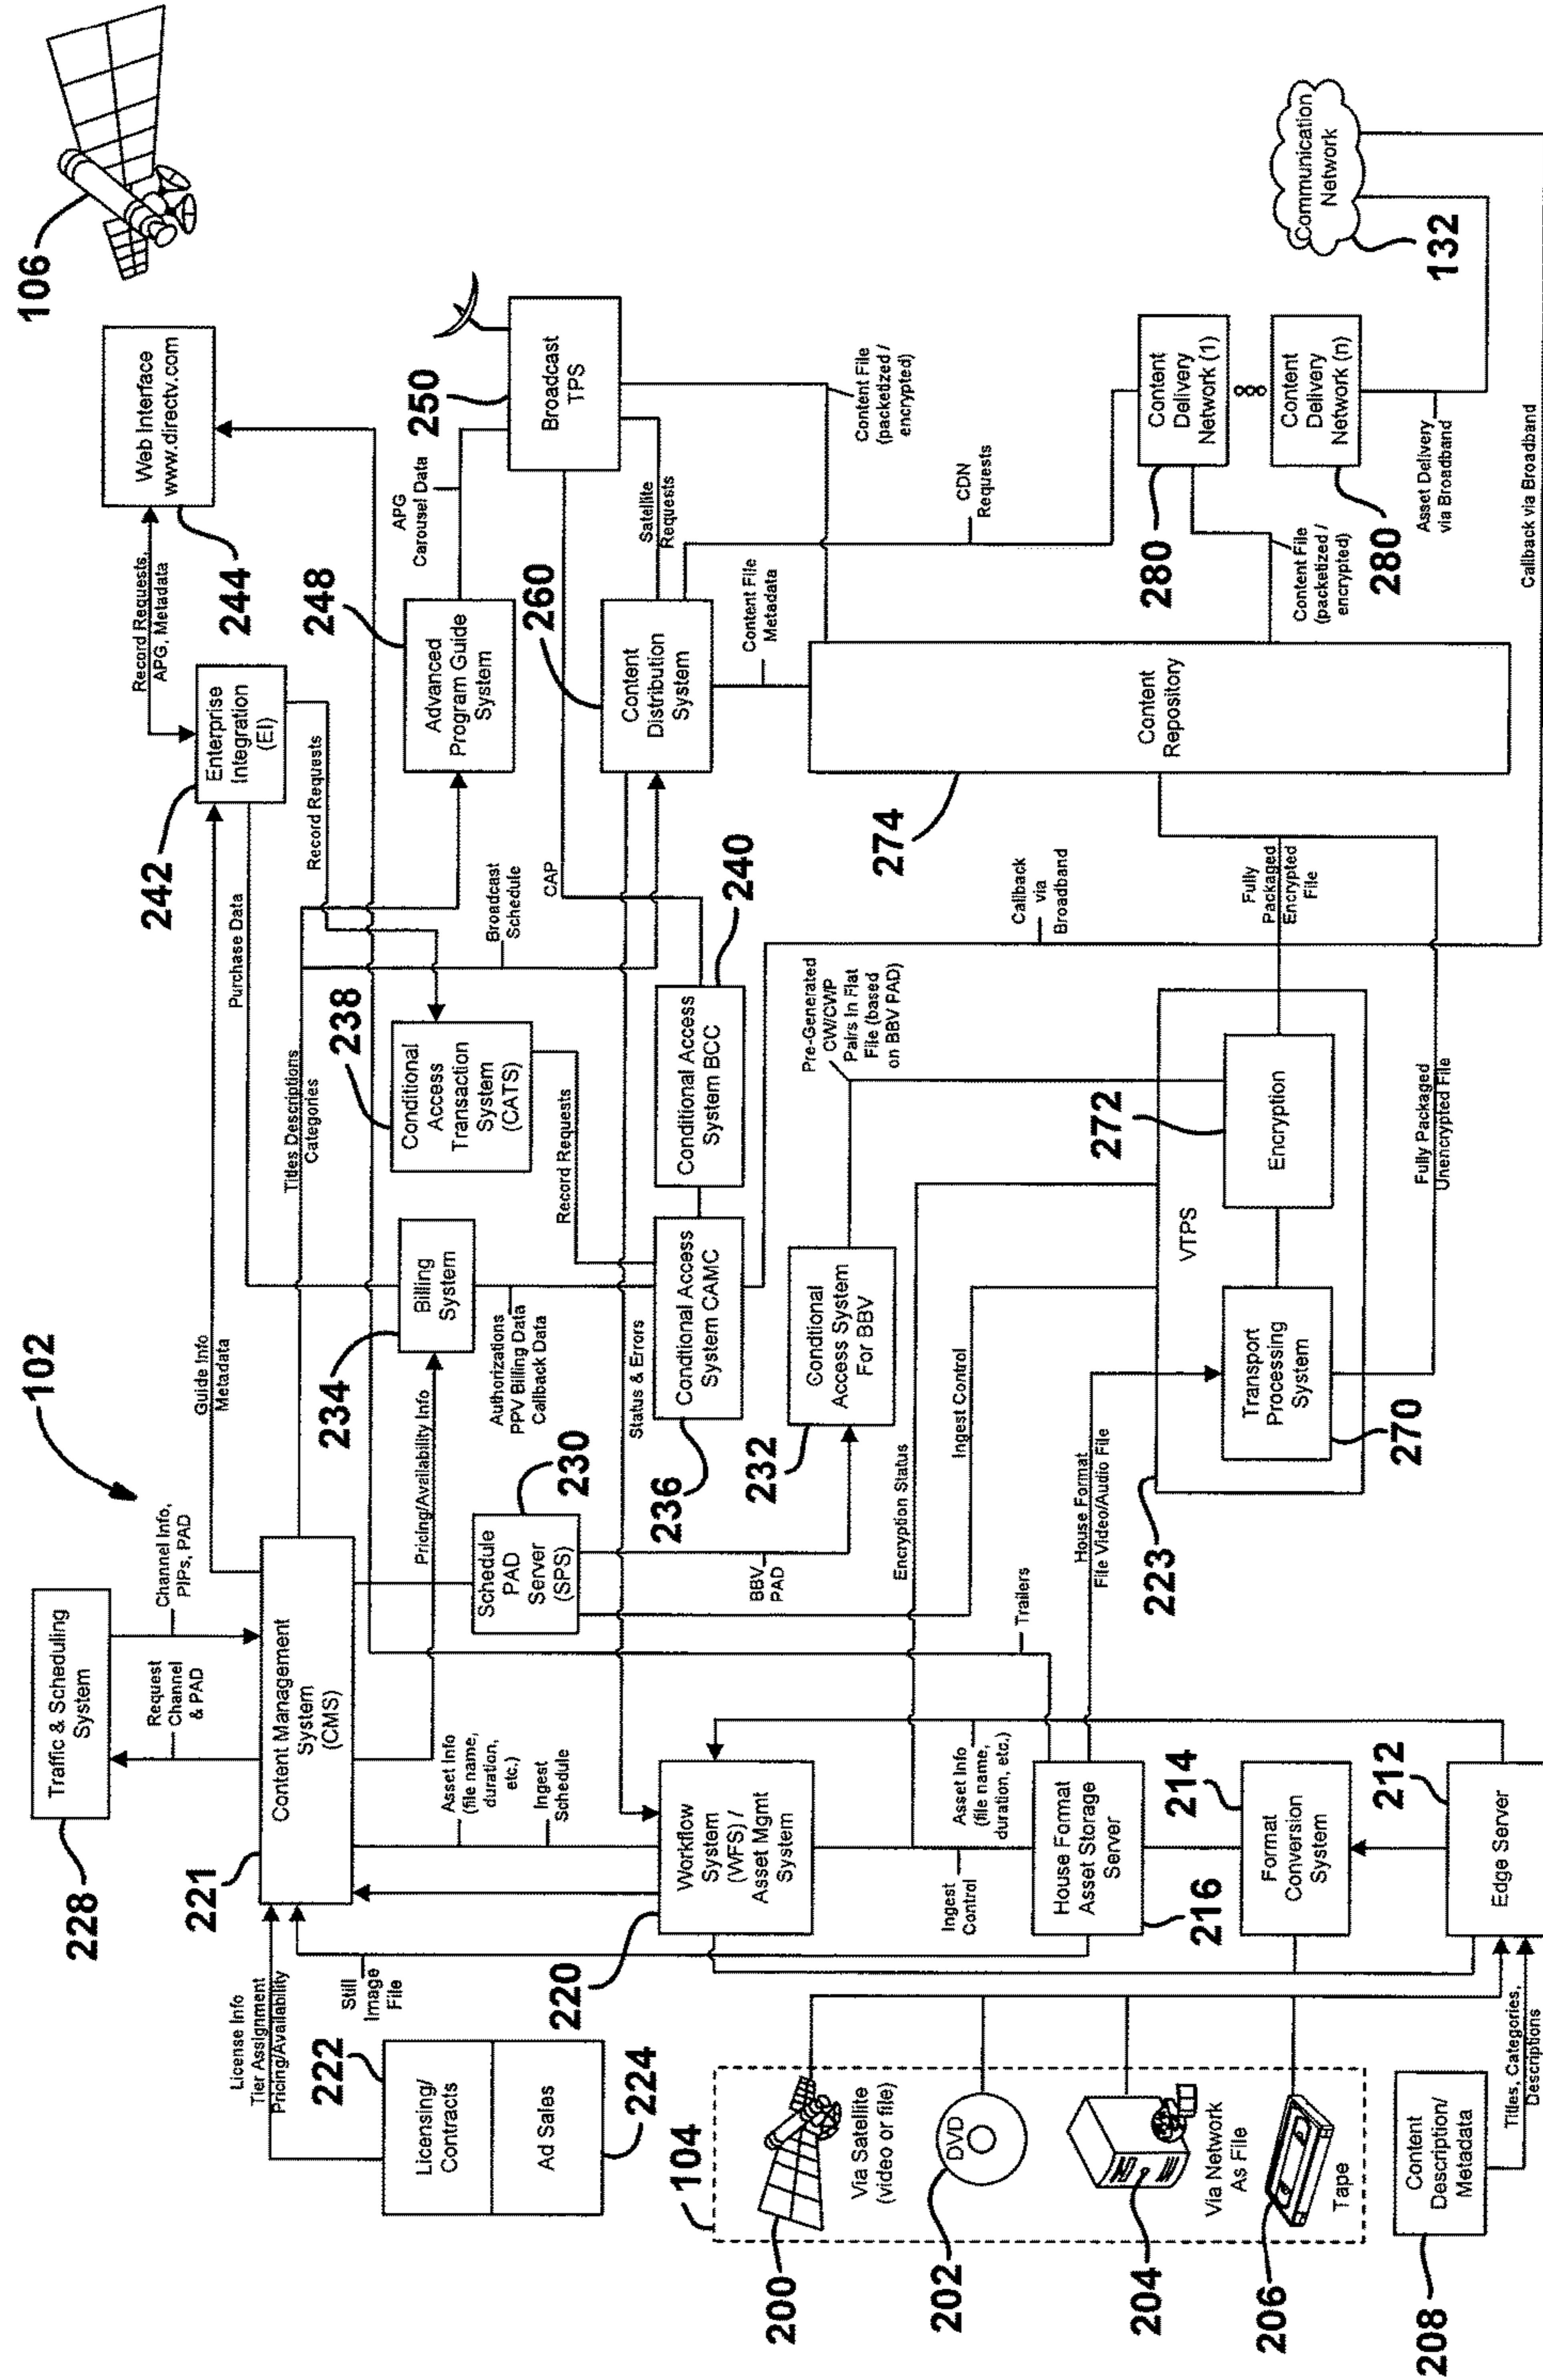 102
106
228
Traffic & Scheduling
System
Request
Channel
& PAD
Channel Info,
PIPs, PAD
License Info
Tier Assignment
Pricing/Availability
221
Content Management
System
(CMS)
Guide Info
Metadata
242
Enterprise
Integration
(EI)
Record Requests,
APG, Metadata
Web Interface
www.directv.com
244
Purchase Data
Titles Descriptions
Categories
Record Requests
222
Licensing/
Contracts
Ad Sales
224
Still
Image
File
Asset Info
(file name,
duration,
etc.)
Ingest
Schedule
Pricing/Availability Info
234
Billing
System
238
Conditional
Access
Transaction
System
(CATS)
248
Advanced
Program Guide
System
APG
Carousel Data
250
Broadcast
TPS
Schedule
PAD
Server
(SPS)
230
Authorizations
PPV Billing Data
Callback Data
Record Requests
Broadcast
Schedule
CAP
260
Content
Distribution
System
Satellite
Requests
220
Workflow
System
(WFS) /
Asset Mgmt
System
Status & Errors
236
Condtional Access
System CAMC
Conditional Access
System BCC
240
Content File
Metadata
Content File
(packetized /
encrypted)
BBV
PAD
232
Condtional
Access System
For BBV
Pre-Generated
CW/CWP
Pairs In Flat
File (based
on BBV PAD)
274
Content
Repository
CDN
Requests
104
200
Via Satellite
(video or file)
202
DVD
204
Via Network
As File
206
Tape
Ingest
Control
Asset Info
(file name,
duration, etc.)
Encryption Status
Ingest Control
Trailers
Callback
via
Broadband
216
House Format
Asset Storage
Server
House Format
File Video/Audio File
223
VTPS
272
Encryption
Transport
Processing
System
270
Fully
Packaged
Encrypted
File
Fully Packaged
Unencrypted File
214
Format
Conversion
System
280
Content
Delivery
Network (1)
Content
Delivery
Network (n)
280
Content File
(packetized /
encrypted)
Communication
Network
132
Asset Delivery
via Broadband
Callback via Broadband
208
Content
Description/
Metadata
Titles, Categories,
Descriptions
212
Edge Server